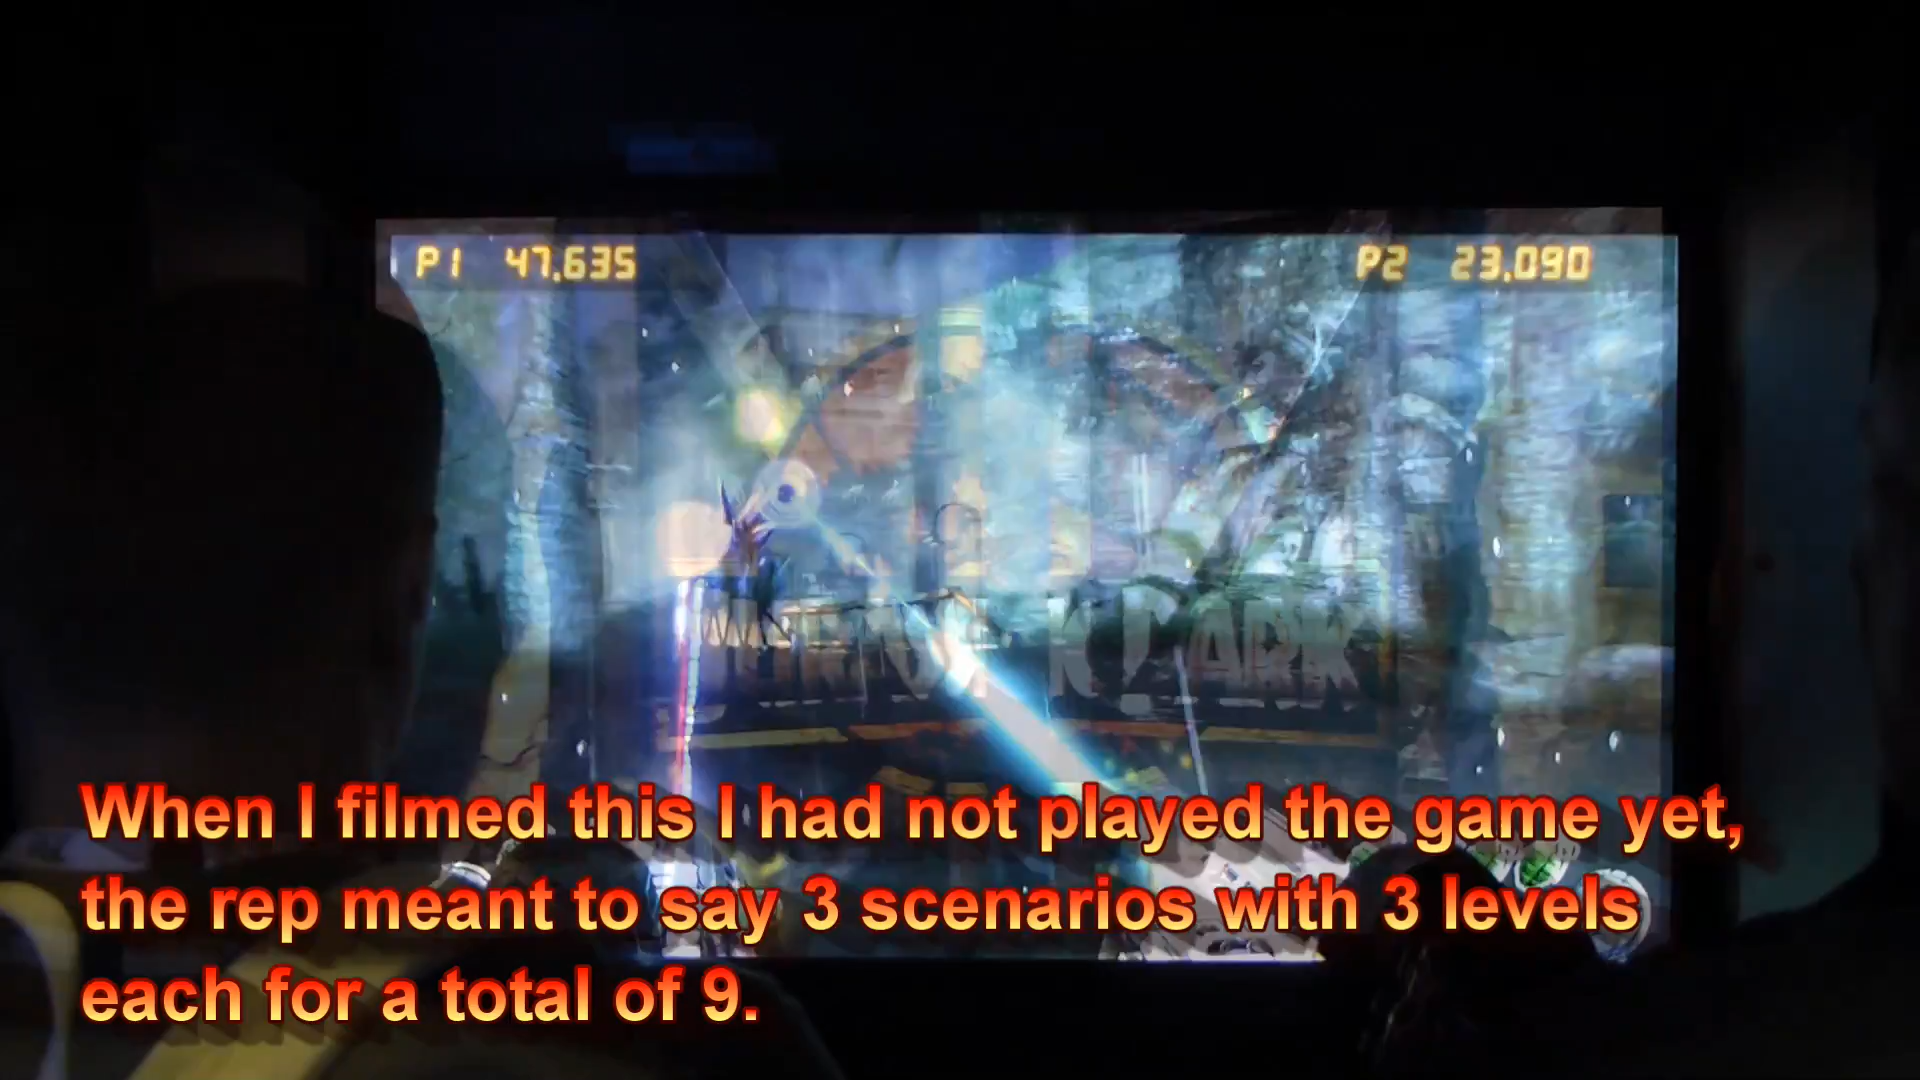 P1 47,635 P2 23,090
When I filmed this I had not played the game yet,
the rep meant to say 3 scenarios with 3 levels
each for a total of 9.